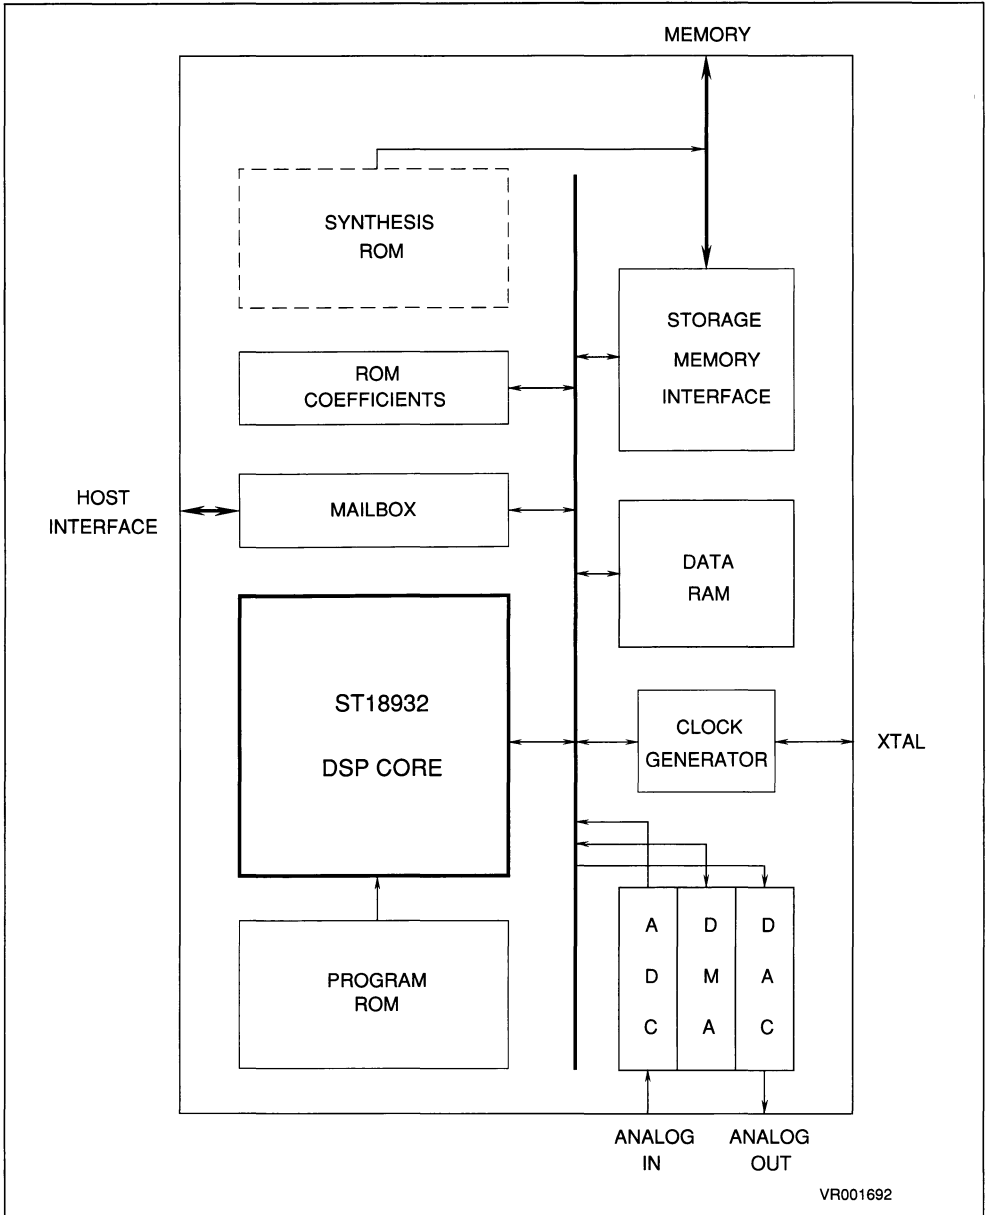 MEMORY
SYNTHESIS
ROM
STORAGE
MEMORY
INTERFACE
ROM
COEFFICIENTS
HOST
INTERFACE
MAILBOX
DATA
RAM
ST18932
DSP CORE
CLOCK
GENERATOR
XTAL
PROGRAM
ROM
A D D
D M A
C A C
ANALOG
IN
ANALOG
OUT
VR001692